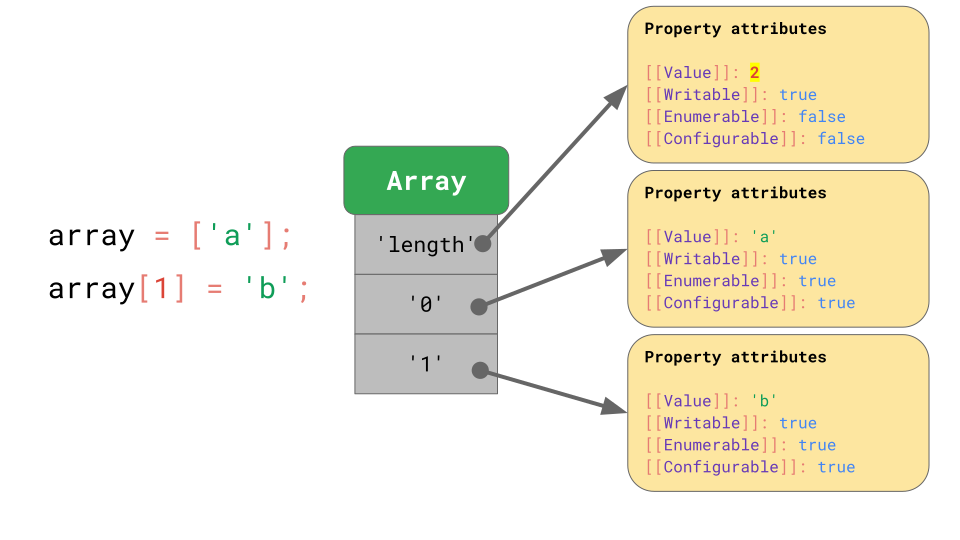 array = ['a'];
array[1] = 'b';
Array
'length'
'0'
'1'
Property attributes
[[Value]]: 2
[[Writable]]: true
[[Enumerable]]: false
[[Configurable]]: false
Property attributes
[[Value]]: 'a'
[[Writable]]: true
[[Enumerable]]: true
[[Configurable]]: true
Property attributes
[[Value]]: 'b'
[[Writable]]: true
[[Enumerable]]: true
[[Configurable]]: true